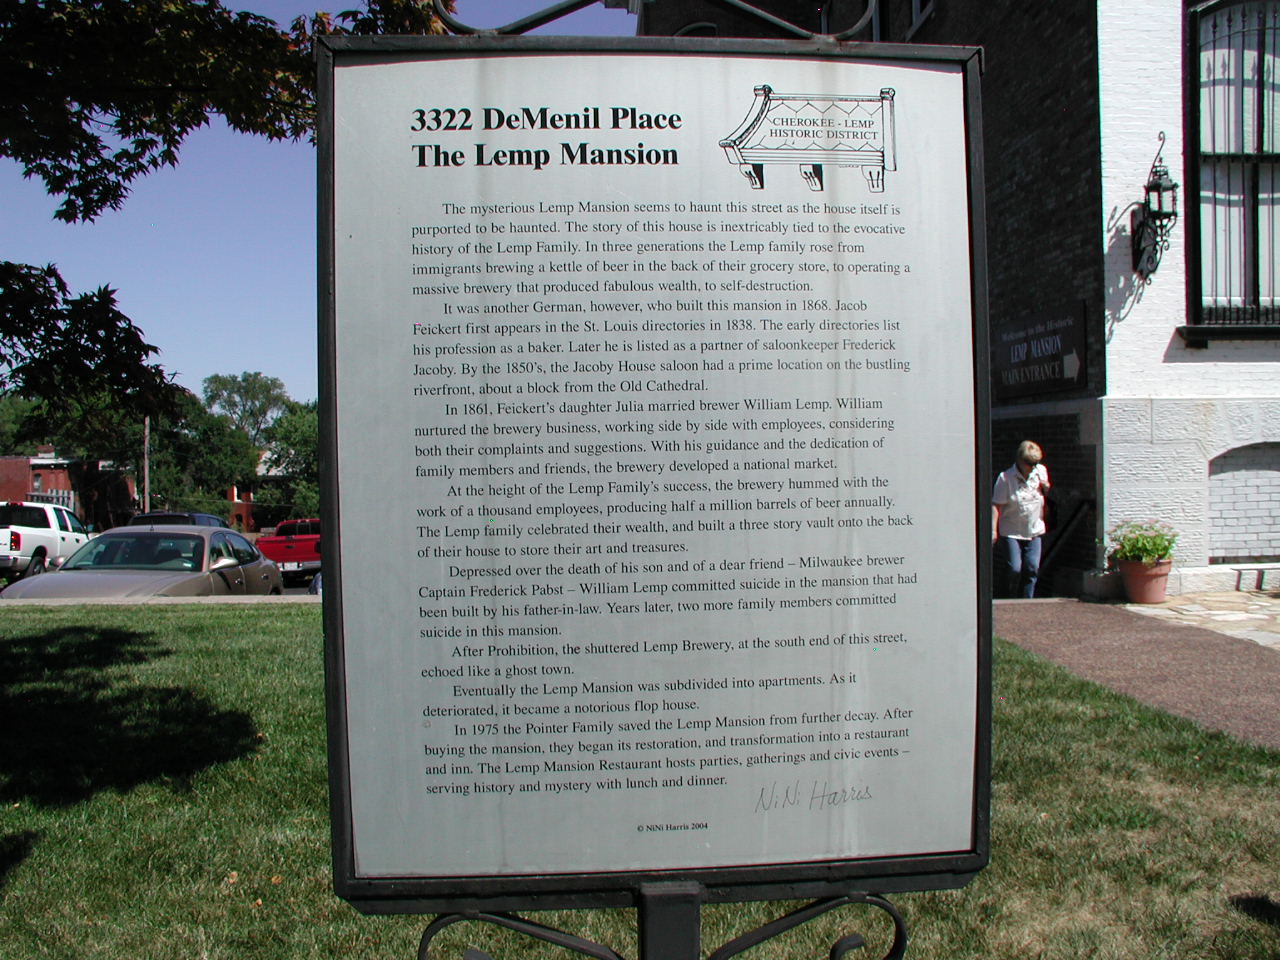 3322 DeMenil Place
The Lemp Mansion
CHEROKEE - LEMP
HISTORIC DISTRICT
The mysterious Lemp Mansion seems to haunt this street as the house itself is
purported to be haunted. The story of this house is inextricably tied to the evocative
history of the Lemp Family. In three generations the Lemp family rose from
immigrants brewing a kettle of beer in the back of their grocery store, to operating a
massive brewery that produced fabulous wealth, to self-destruction.
It was another German, however, who built this mansion in 1868. Jacob
Feickert first appears in the St. Louis directories in 1838. The early directories list
his profession as a baker. Later he is listed as a partner of saloonkeeper Frederick
Jacoby. By the 1850's, the Jacoby House saloon had a prime location on the bustling
riverfront, about a block from the Old Cathedral.
In 1861, Feickert's daughter Julia married brewer William Lemp. William
nurtured the brewery business, working side by side with employees, considering
both their complaints and suggestions. With his guidance and the dedication of
family members and friends, the brewery developed a national market.
At the height of the Lemp Family's success, the brewery hummed with the
work of a thousand employees, producing half a million barrels of beer annually.
The Lemp family celebrated their wealth, and built a three story vault onto the back
of their house to store their art and treasures.
Depressed over the death of his son and of a dear friend – Milwaukee brewer
Captain Frederick Pabst – William Lemp committed suicide in the mansion that had
been built by his father-in-law. Years later, two more family members committed
suicide in this mansion.
After Prohibition, the shuttered Lemp Brewery, at the south end of this street,
echoed like a ghost town.
Eventually the Lemp Mansion was subdivided into apartments. As it
deteriorated, it became a notorious flop house.
In 1975 the Pointer Family saved the Lemp Mansion from further decay. After
buying the mansion, they began its restoration, and transformation into a restaurant
and inn. The Lemp Mansion Restaurant hosts parties, gatherings and civic events –
serving history and mystery with lunch and dinner.
NiNi Harris
© NiNi Harris 2004
Welcome to the Historic
LEMP MANSION
MAIN ENTRANCE